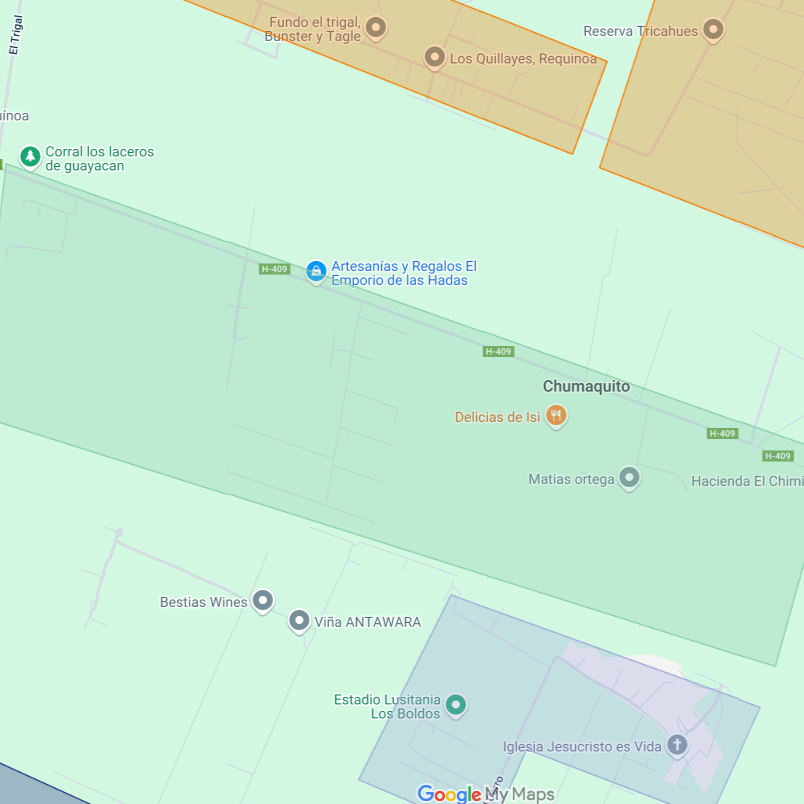 El Trigal
Fundo el trigal,
Bunster y Tagle
Reserva Tricahues
Los Quillayes, Requinoa
uínoa
Corral los laceros
de guayacan
H-409
Artesanías y Regalos El
Emporio de las Hadas
H-409
Chumaquito
Delicias de Isi
H-409
H-409
Matias ortega
Hacienda El Chimi
Bestias Wines
Viña ANTAWARA
Estadio Lusitania
Los Boldos
Iglesia Jesucristo es Vida
Google My Maps